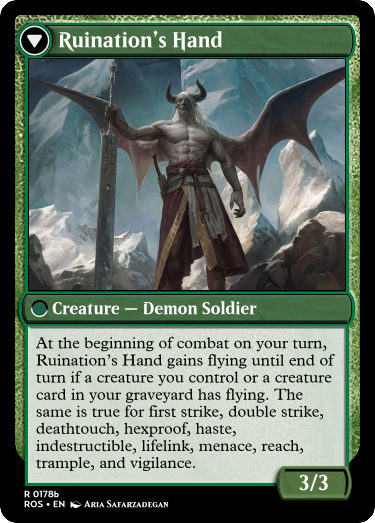 Ruination's Hand
Creature — Demon Soldier
At the beginning of combat on your turn,
Ruination's Hand gains flying until end of
turn if a creature you control or a creature
card in your graveyard has flying. The
same is true for first strike, double strike,
deathtouch, hexproof, haste,
indestructible, lifelink, menace, reach,
trample, and vigilance.
3/3
R 0178b
ROS • EN Aria Safarzadegan